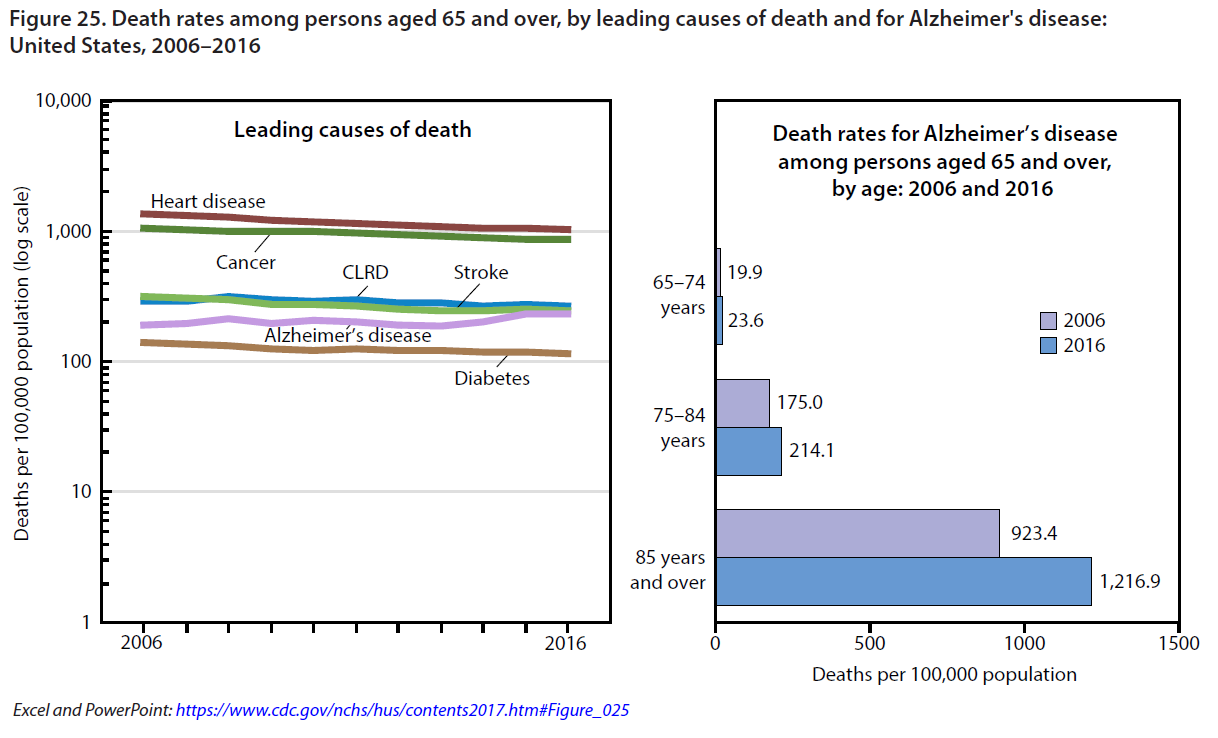 Figure 25. Death rates among persons aged 65 and over, by leading causes of death and for Alzheimer's disease:
United States, 2006–2016
Leading causes of death
Deaths per 100,000 population (log scale)
10,000
1,000
100
10
1
Heart disease
Cancer
CLRD
Stroke
Alzheimer’s disease
Diabetes
2006
2016
Death rates for Alzheimer’s disease
among persons aged 65 and over,
by age: 2006 and 2016
65–74
years
19.9
23.6
2006
2016
75–84
years
175.0
214.1
85 years
and over
923.4
1,216.9
0
500
1000
1500
Deaths per 100,000 population
Excel and PowerPoint: https://www.cdc.gov/nchs/hus/contents2017.htm#Figure_025